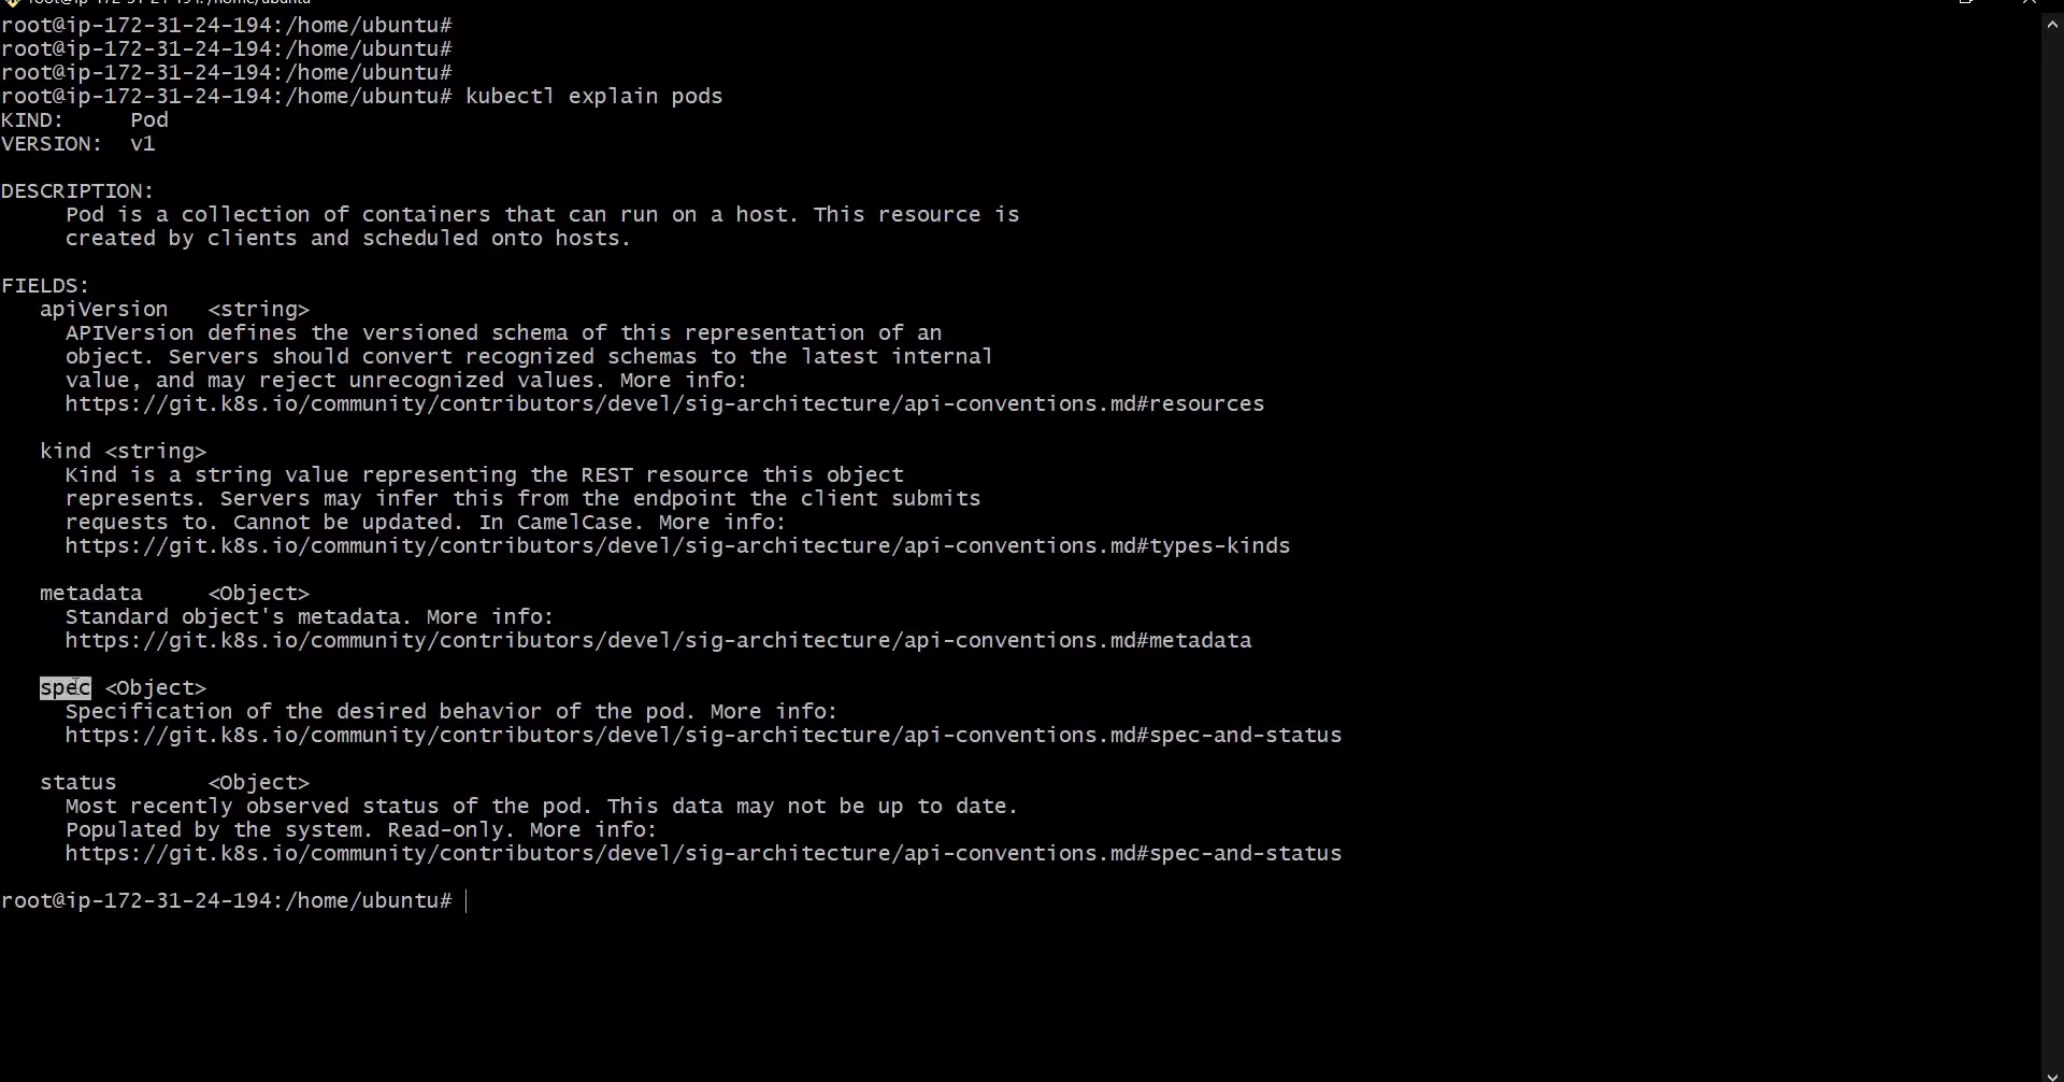 root@ip-172-31-24-194:/home/ubuntu#
root@ip-172-31-24-194:/home/ubuntu#
root@ip-172-31-24-194:/home/ubuntu#
root@ip-172-31-24-194:/home/ubuntu# kubectl explain pods
KIND:     Pod
VERSION:  v1
DESCRIPTION:
     Pod is a collection of containers that can run on a host. This resource is
     created by clients and scheduled onto hosts.
FIELDS:
   apiVersion   <string>
     APIVersion defines the versioned schema of this representation of an
     object. Servers should convert recognized schemas to the latest internal
     value, and may reject unrecognized values. More info:
     https://git.k8s.io/community/contributors/devel/sig-architecture/api-conventions.md#resources
   kind <string>
     Kind is a string value representing the REST resource this object
     represents. Servers may infer this from the endpoint the client submits
     requests to. Cannot be updated. In CamelCase. More info:
     https://git.k8s.io/community/contributors/devel/sig-architecture/api-conventions.md#types-kinds
   metadata     <Object>
     Standard object's metadata. More info:
     https://git.k8s.io/community/contributors/devel/sig-architecture/api-conventions.md#metadata
   spec <Object>
     Specification of the desired behavior of the pod. More info:
     https://git.k8s.io/community/contributors/devel/sig-architecture/api-conventions.md#spec-and-status
   status       <Object>
     Most recently observed status of the pod. This data may not be up to date.
     Populated by the system. Read-only. More info:
     https://git.k8s.io/community/contributors/devel/sig-architecture/api-conventions.md#spec-and-status
root@ip-172-31-24-194:/home/ubuntu#